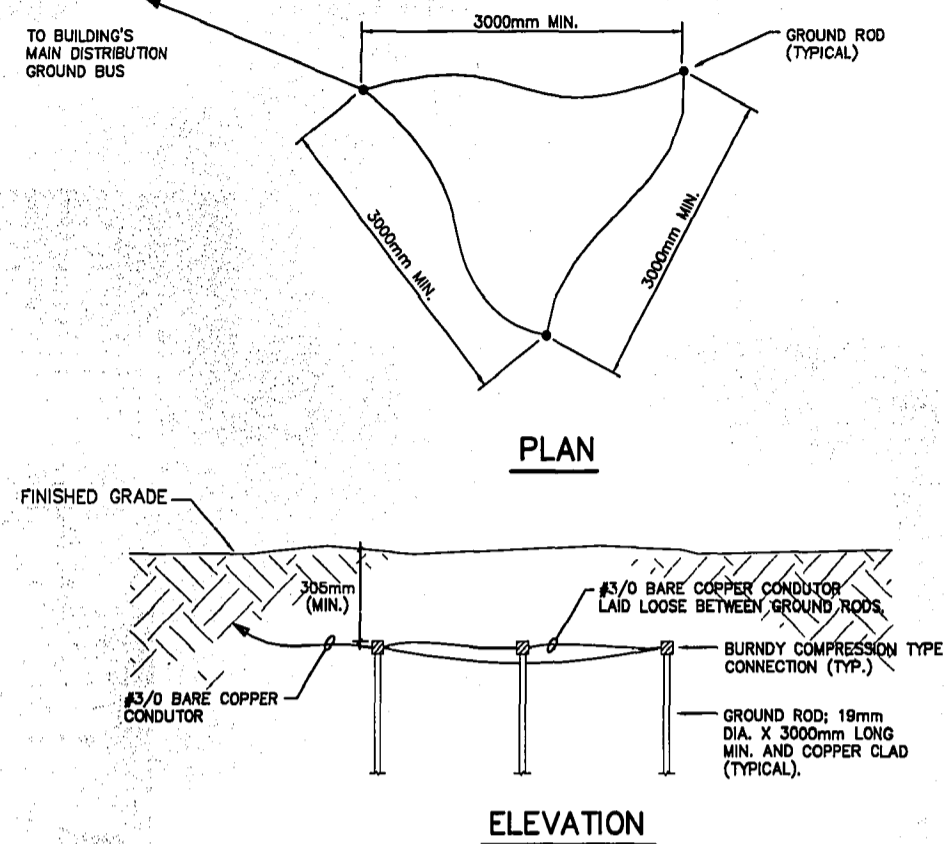 3000mm MIN.
TO BUILDING'S
MAIN DISTRIBUTION
GROUND BUS
GROUND ROD
(TYPICAL)
3000mm MIN.
3000mm MIN.
PLAN
FINISHED GRADE
305mm
(MIN.)
#3/0 BARE COPPER CONDUTOR
LAID LOOSE BETWEEN GROUND RODS.
BURNDY COMPRESSION TYPE
CONNECTION (TYP.)
#3/0 BARE COPPER
CONDUTOR
GROUND ROD; 19mm
DIA. X 3000mm LONG
MIN. AND COPPER CLAD
(TYPICAL).
ELEVATION